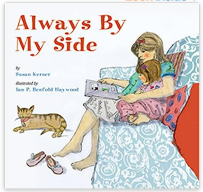 Always By
My Side
by
Susan Kerner
illustrated by
Ian P. Benfold Haywood